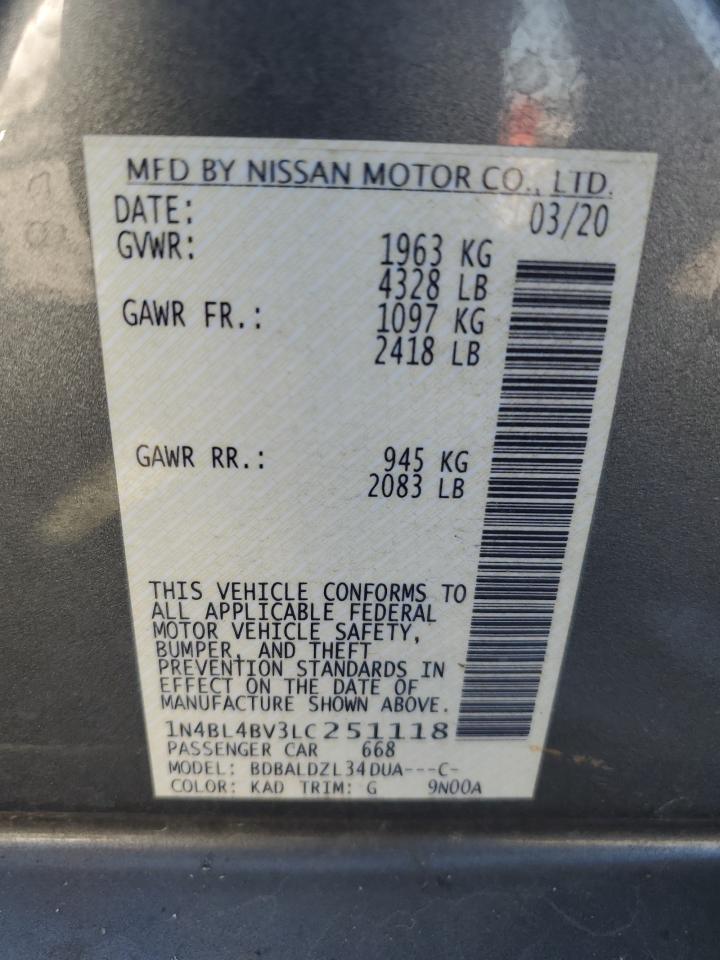 MFD BY NISSAN MOTOR CO., LTD.
DATE: 03/20
GVWR: 1963 KG
4328 LB
GAWR FR.: 1097 KG
2418 LB
GAWR RR.: 945 KG
2083 LB
THIS VEHICLE CONFORMS TO
ALL APPLICABLE FEDERAL
MOTOR VEHICLE SAFETY,
BUMPER, AND THEFT
PREVENTION STANDARDS IN
EFFECT ON THE DATE OF
MANUFACTURE SHOWN ABOVE.
1N4BL4BV3LC251118
PASSENGER CAR 668
MODEL: BDBALDZL34DUA---C-
COLOR: KAD TRIM: G 9N00A